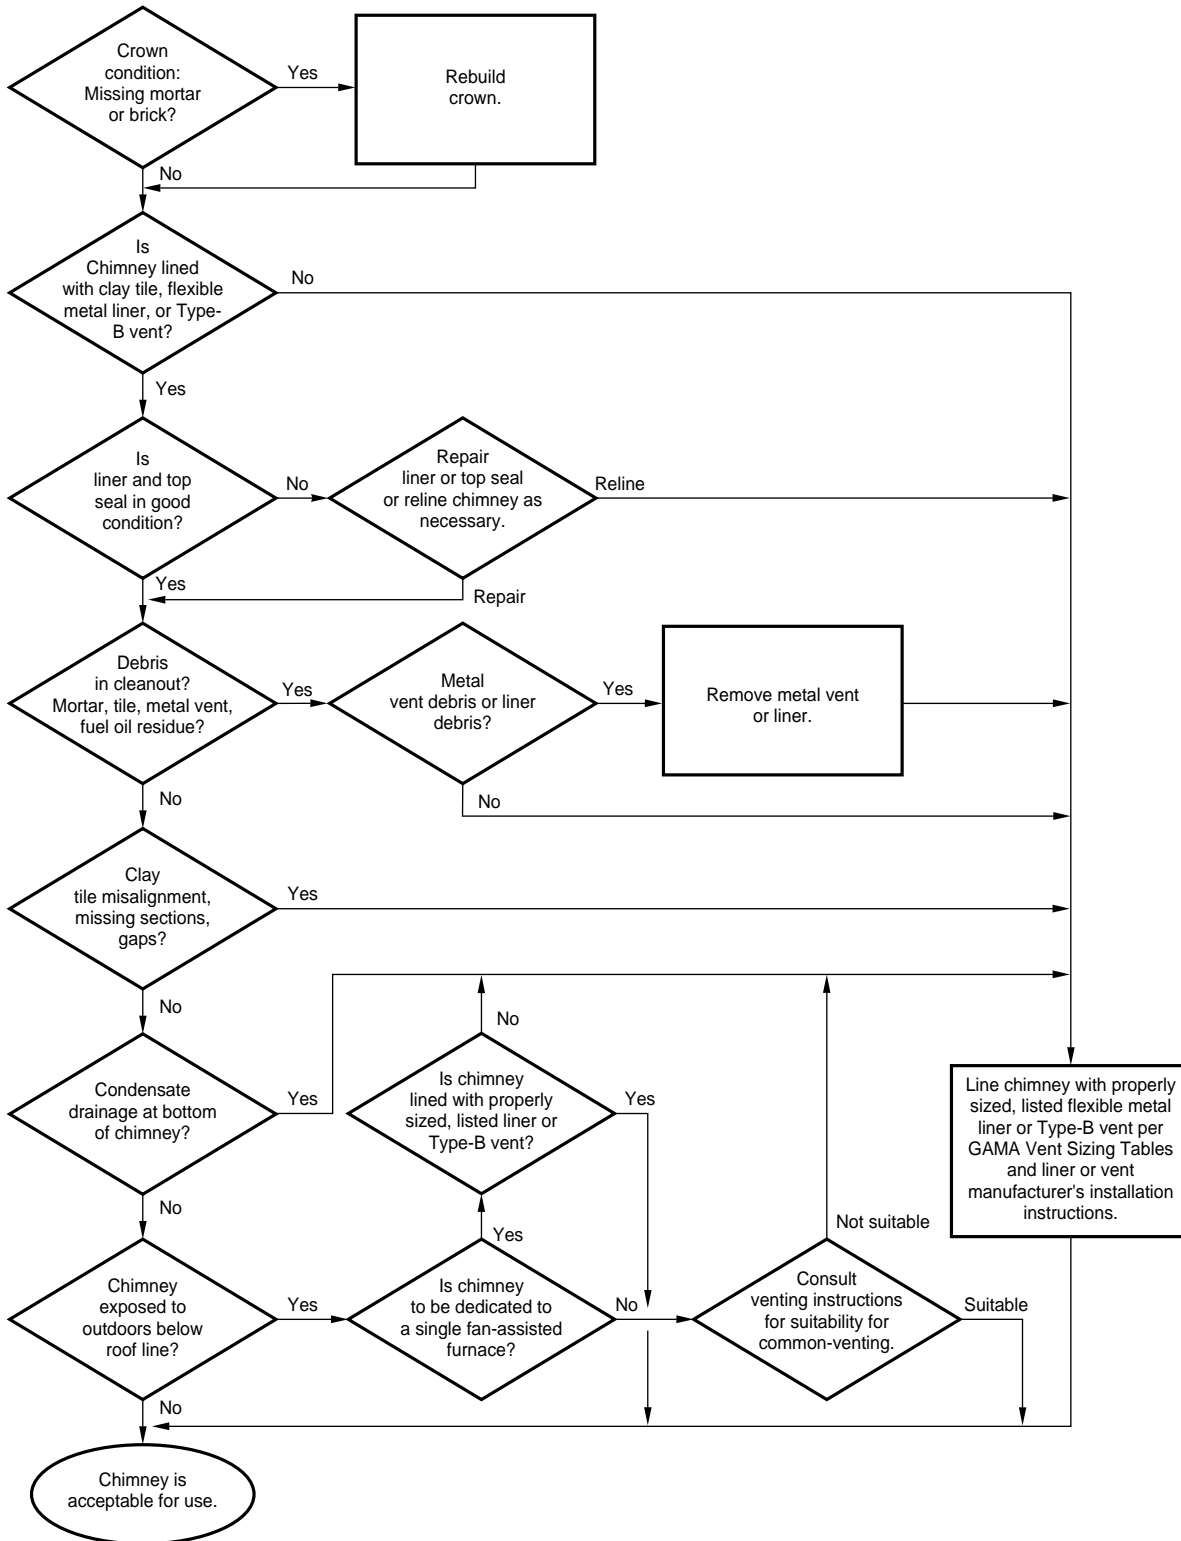 Crown
condition:
Missing mortar
or brick?
Yes
Rebuild
crown.
No
Is
Chimney lined
with clay tile, flexible
metal liner, or Type-
B vent?
No
Yes
Is
liner and top
seal in good
condition?
No
Repair
liner or top seal
or reline chimney as
necessary.
Reline
Yes
Repair
Debris
in cleanout?
Mortar, tile, metal vent,
fuel oil residue?
Yes
Metal
vent debris or liner
debris?
Yes
Remove metal vent
or liner.
No
No
Clay
tile misalignment,
missing sections,
gaps?
Yes
No
No
Condensate
drainage at bottom
of chimney?
Yes
Is chimney
lined with properly
sized, listed liner or
Type-B vent?
Yes
Line chimney with properly
sized, listed flexible metal
liner or Type-B vent per
GAMA Vent Sizing Tables
and liner or vent
manufacturer's installation
instructions.
No
Yes
Not suitable
Chimney
exposed to
outdoors below
roof line?
Yes
Is chimney
to be dedicated to
a single fan-assisted
furnace?
No
Consult
venting instructions
for suitability for
common-venting.
Suitable
No
Chimney is
acceptable for use.